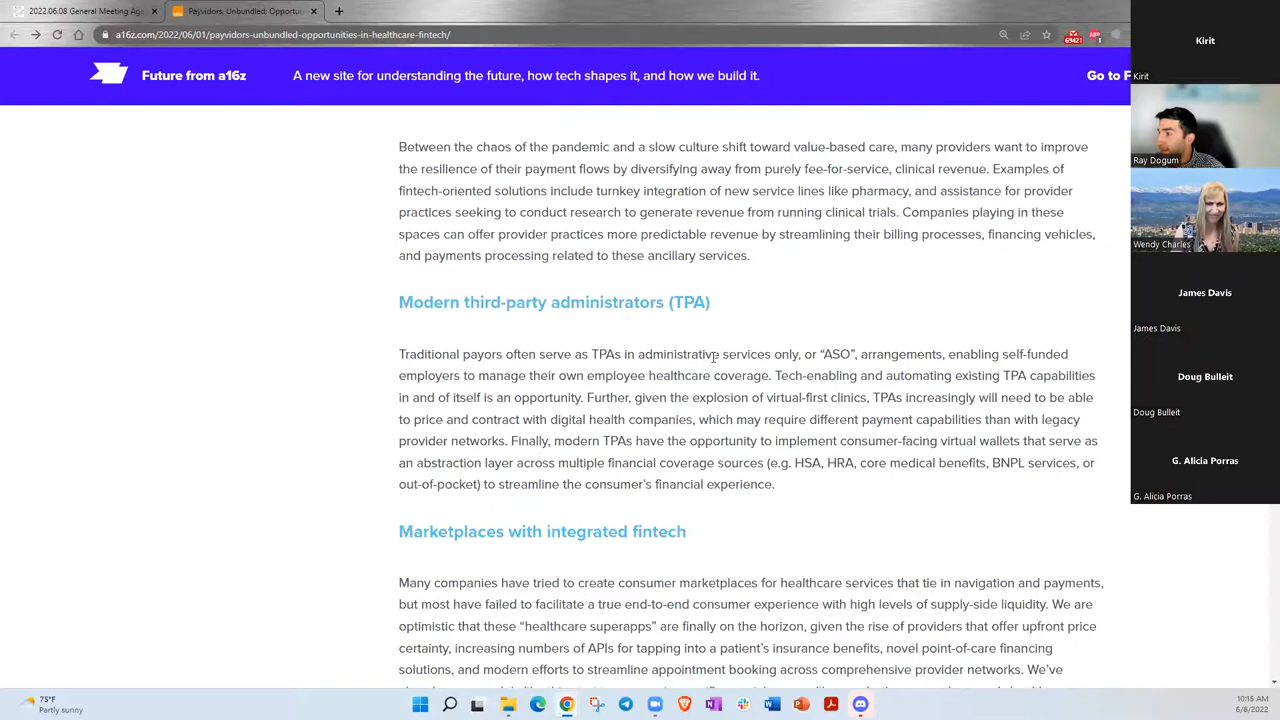 2022.06.08 General Meeting Age
Payvidors, Unbundled: Opportun
a16z.com/2022/06/01/payvidors-unbundled-opportunities-in-healthcare-fintech/
69421
1
Future from a16z
A new site for understanding the future, how tech shapes it, and how we build it.
Go to F
Between the chaos of the pandemic and a slow culture shift toward value-based care, many providers want to improve
the resilience of their payment flows by diversifying away from purely fee-for-service, clinical revenue. Examples of
fintech-oriented solutions include turnkey integration of new service lines like pharmacy, and assistance for provider
practices seeking to conduct research to generate revenue from running clinical trials. Companies playing in these
spaces can offer provider practices more predictable revenue by streamlining their billing processes, financing vehicles,
and payments processing related to these ancillary services.
Modern third-party administrators (TPA)
Traditional payors often serve as TPAs in administrative services only, or “ASO”, arrangements, enabling self-funded
employers to manage their own employee healthcare coverage. Tech-enabling and automating existing TPA capabilities
in and of itself is an opportunity. Further, given the explosion of virtual-first clinics, TPAs increasingly will need to be able
to price and contract with digital health companies, which may require different payment capabilities than with legacy
provider networks. Finally, modern TPAs have the opportunity to implement consumer-facing virtual wallets that serve as
an abstraction layer across multiple financial coverage sources (e.g. HSA, HRA, core medical benefits, BNPL services, or
out-of-pocket) to streamline the consumer’s financial experience.
Marketplaces with integrated fintech
Many companies have tried to create consumer marketplaces for healthcare services that tie in navigation and payments,
but most have failed to facilitate a true end-to-end consumer experience with high levels of supply-side liquidity. We are
optimistic that these “healthcare superapps” are finally on the horizon, given the rise of providers that offer upfront price
certainty, increasing numbers of APIs for tapping into a patient’s insurance benefits, novel point-of-care financing
solutions, and modern efforts to streamline appointment booking across comprehensive provider networks. We’ve
Kirit
Kirit
Ray Dogum
Wendy Charles
James Davis
James Davis
Doug Bulleit
Doug Bulleit
G. Alicia Porras
G. Alicia Porras
75°F
Partly sunny
10:15 AM
6/8/2022